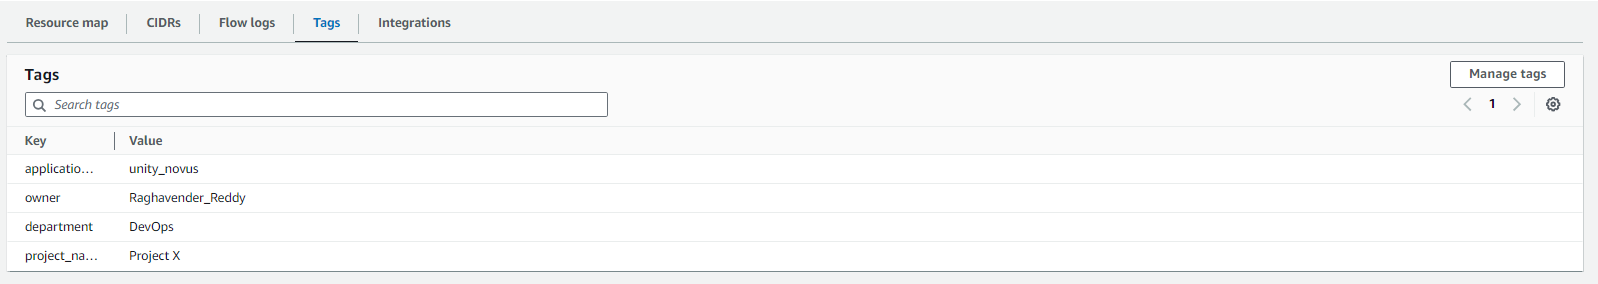 Resource map CIDRs Flow logs Tags Integrations
Tags
Manage tags
Search tags
1
Key Value
applicatio... unity_novus
owner Raghavender_Reddy
department DevOps
project_na... Project X